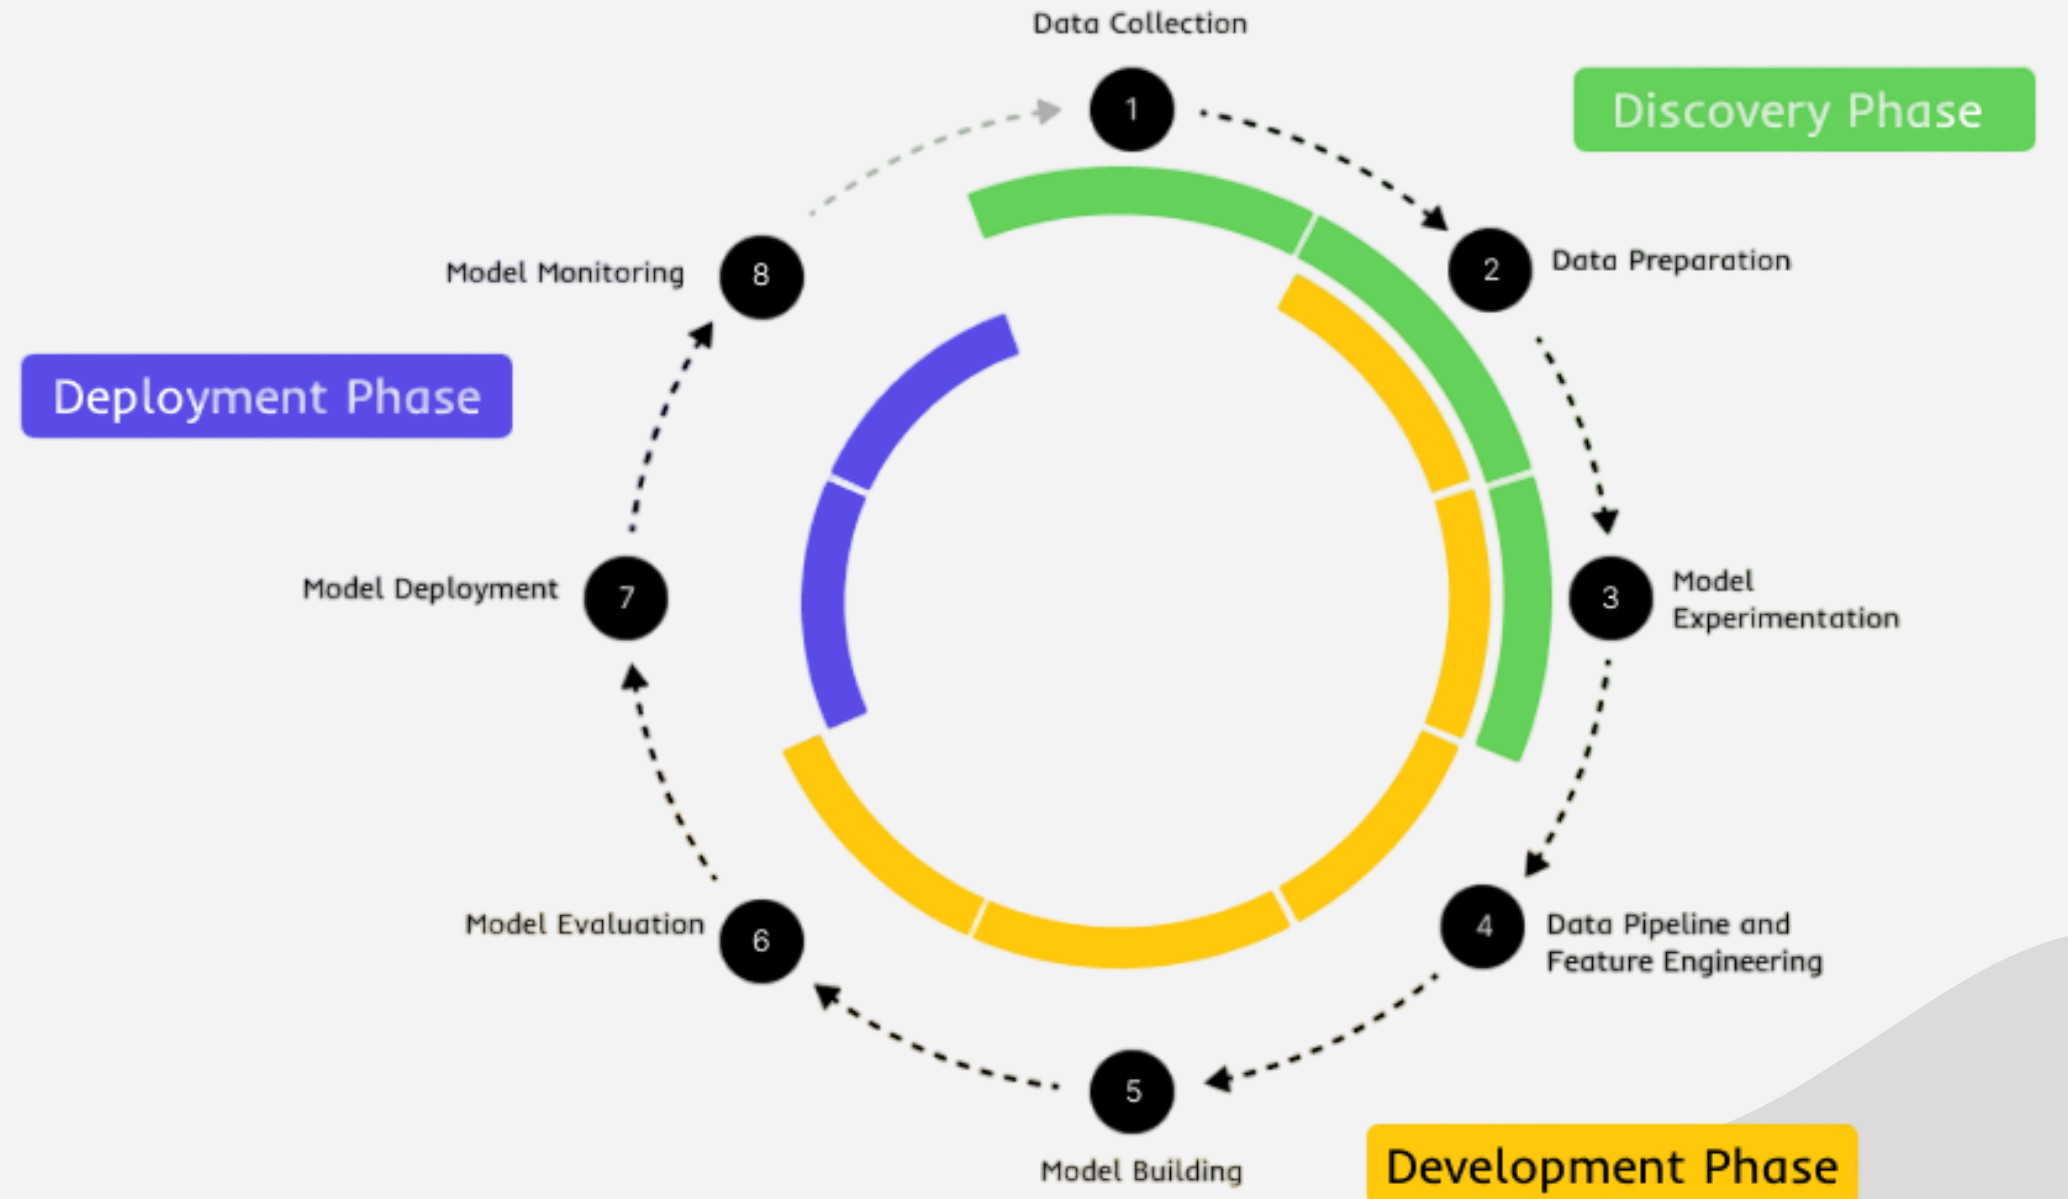 Data Collection
1
Discovery Phase
2
Data Preparation
Model Monitoring
8
Deployment Phase
Model Deployment
7
3
Model
Experimentation
Model Evaluation
6
4
Data Pipeline and
Feature Engineering
5
Model Building
Development Phase